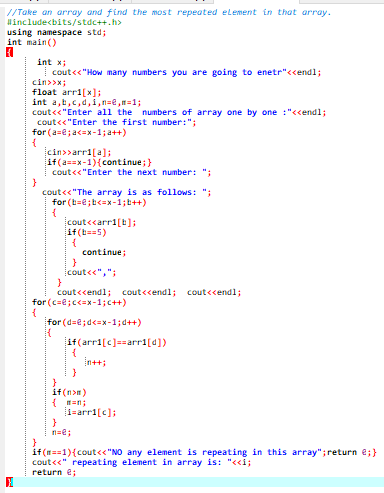 //Take an array and find the most repeated element in that array.
#include<bits/stdc++.h>
using namespace std;
int main()
{
int x;
cout<<"How many numbers you are going to enetr"<<endl;
cin>>x;
float arr1[x];
int a,b,c,d,i,n=0,m=1;
cout<<"Enter all the  numbers of array one by one :"<<endl;
cout<<"Enter the first number:";
for(a=0;a<=x-1;a++)
{
cin>>arr1[a];
if(a==x-1){continue;}
cout<<"Enter the next number: ";
}
cout<<"The array is as follows: ";
for(b=0;b<=x-1;b++)
{
cout<<arr1[b];
if(b==5)
{
continue;
}
cout<<",";
}
cout<<endl;  cout<<endl;  cout<<endl;
for(c=0;c<=x-1;c++)
{
for(d=0;d<=x-1;d++)
{
if(arr1[c]==arr1[d])
{
n++;
}
}
if(n>m)
{  m=n;
i=arr1[c];
}
n=0;
}
if(m==1){cout<<"NO any element is repeating in this array";return 0;}
cout<<" repeating element in array is: "<<i;
return 0;
}